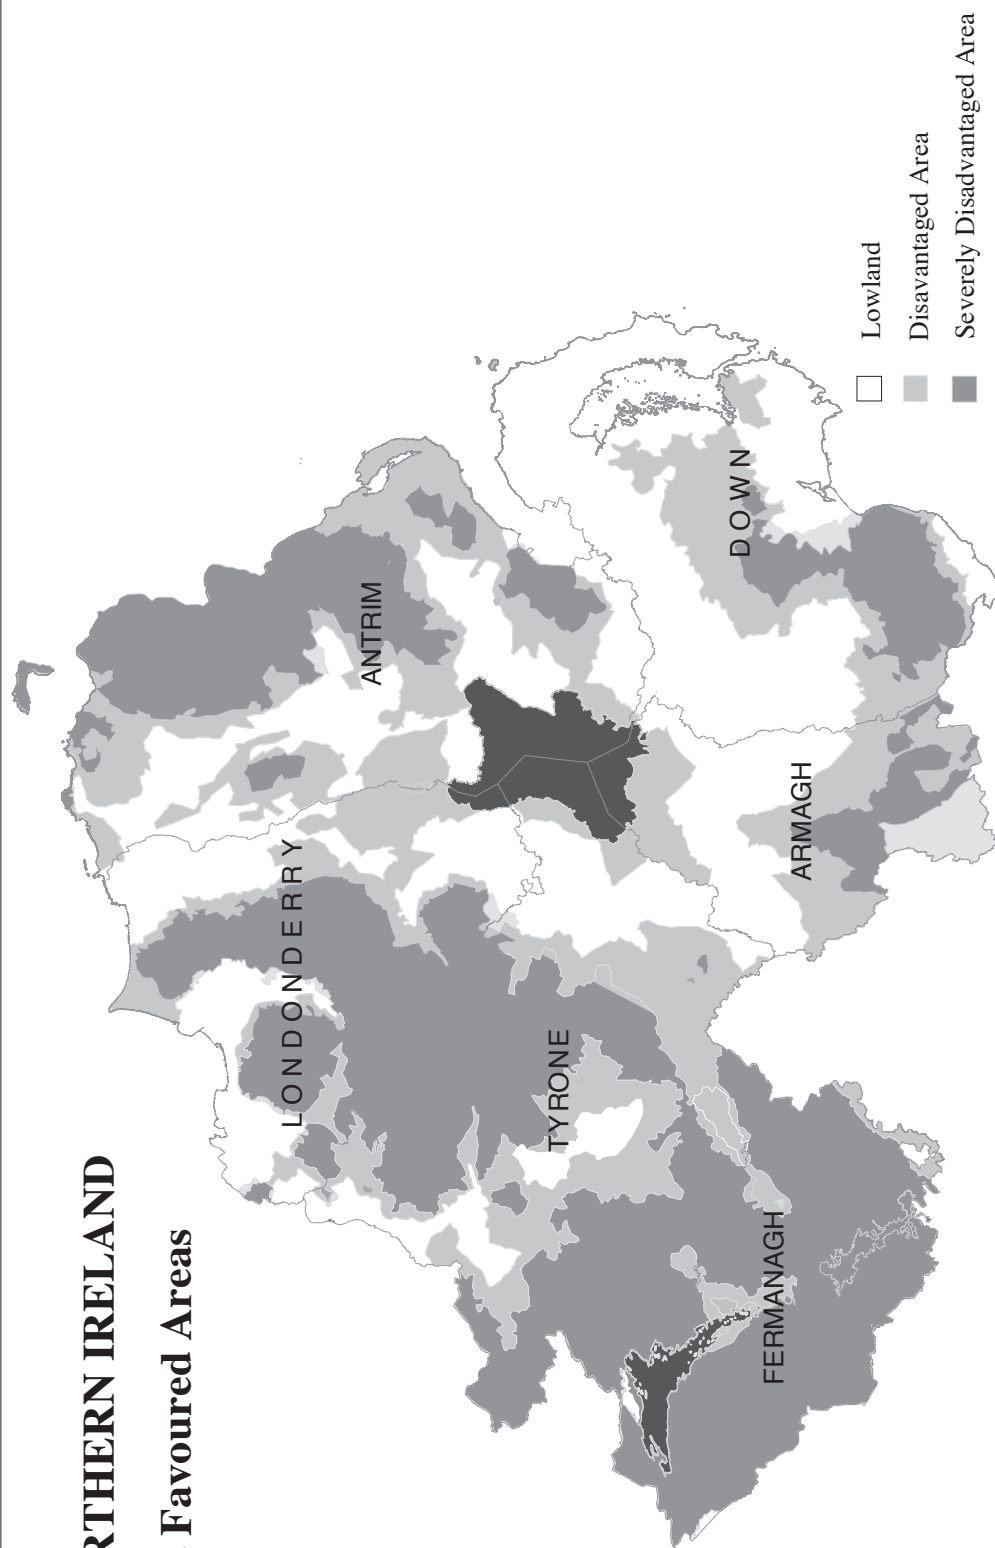 RTHERN IRELAND
Favoured Areas
LONDONDERRY
ANTRIM
TYRONE
DOWN
FERMANAGH
ARMAGH
Lowland
Disavantaged Area
Severely Disadvantaged Area